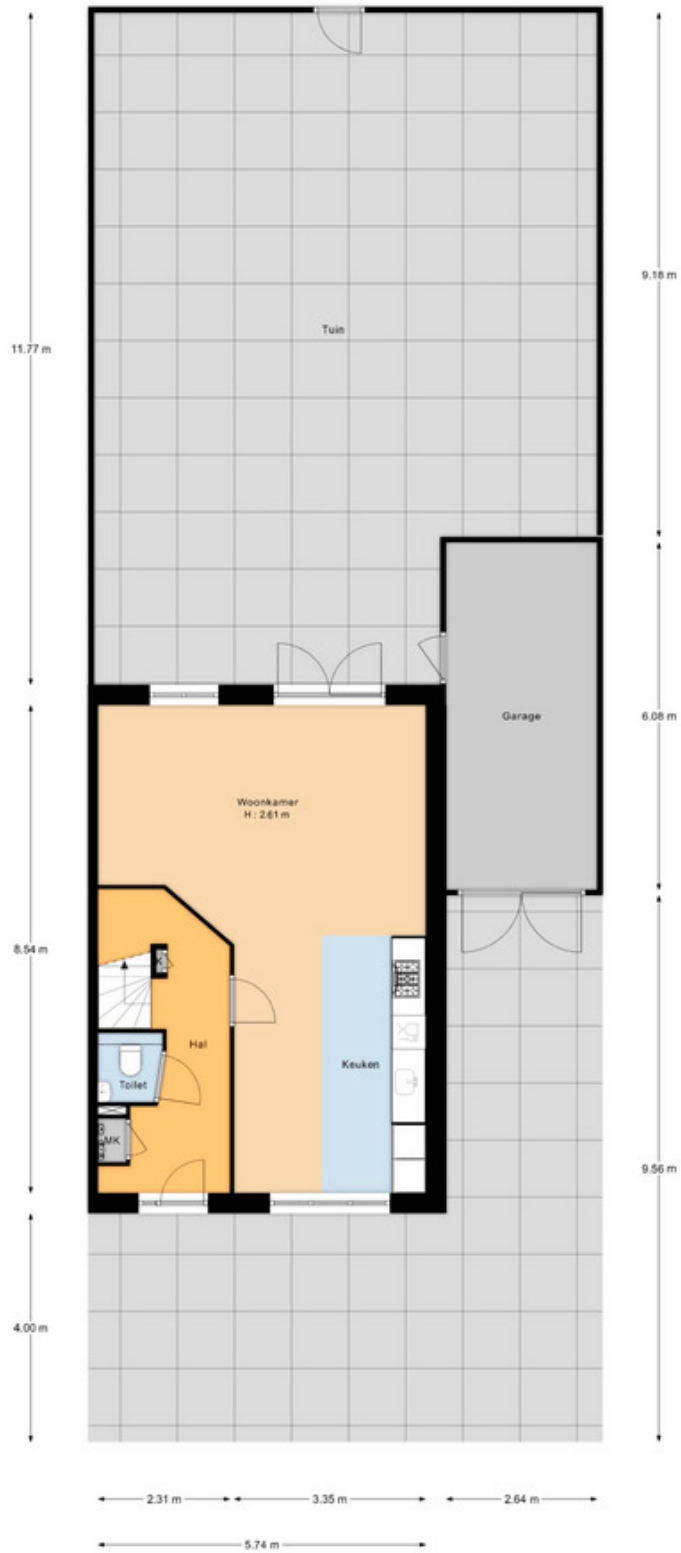 9.18 m
Tuin
11.77 m
Garage
6.08 m
Woonkamer
H : 2.61 m
8.54 m
Hal
Keuken
Toilet
MK
9.56 m
4.00 m
2.31 m
3.35 m
2.64 m
5.74 m